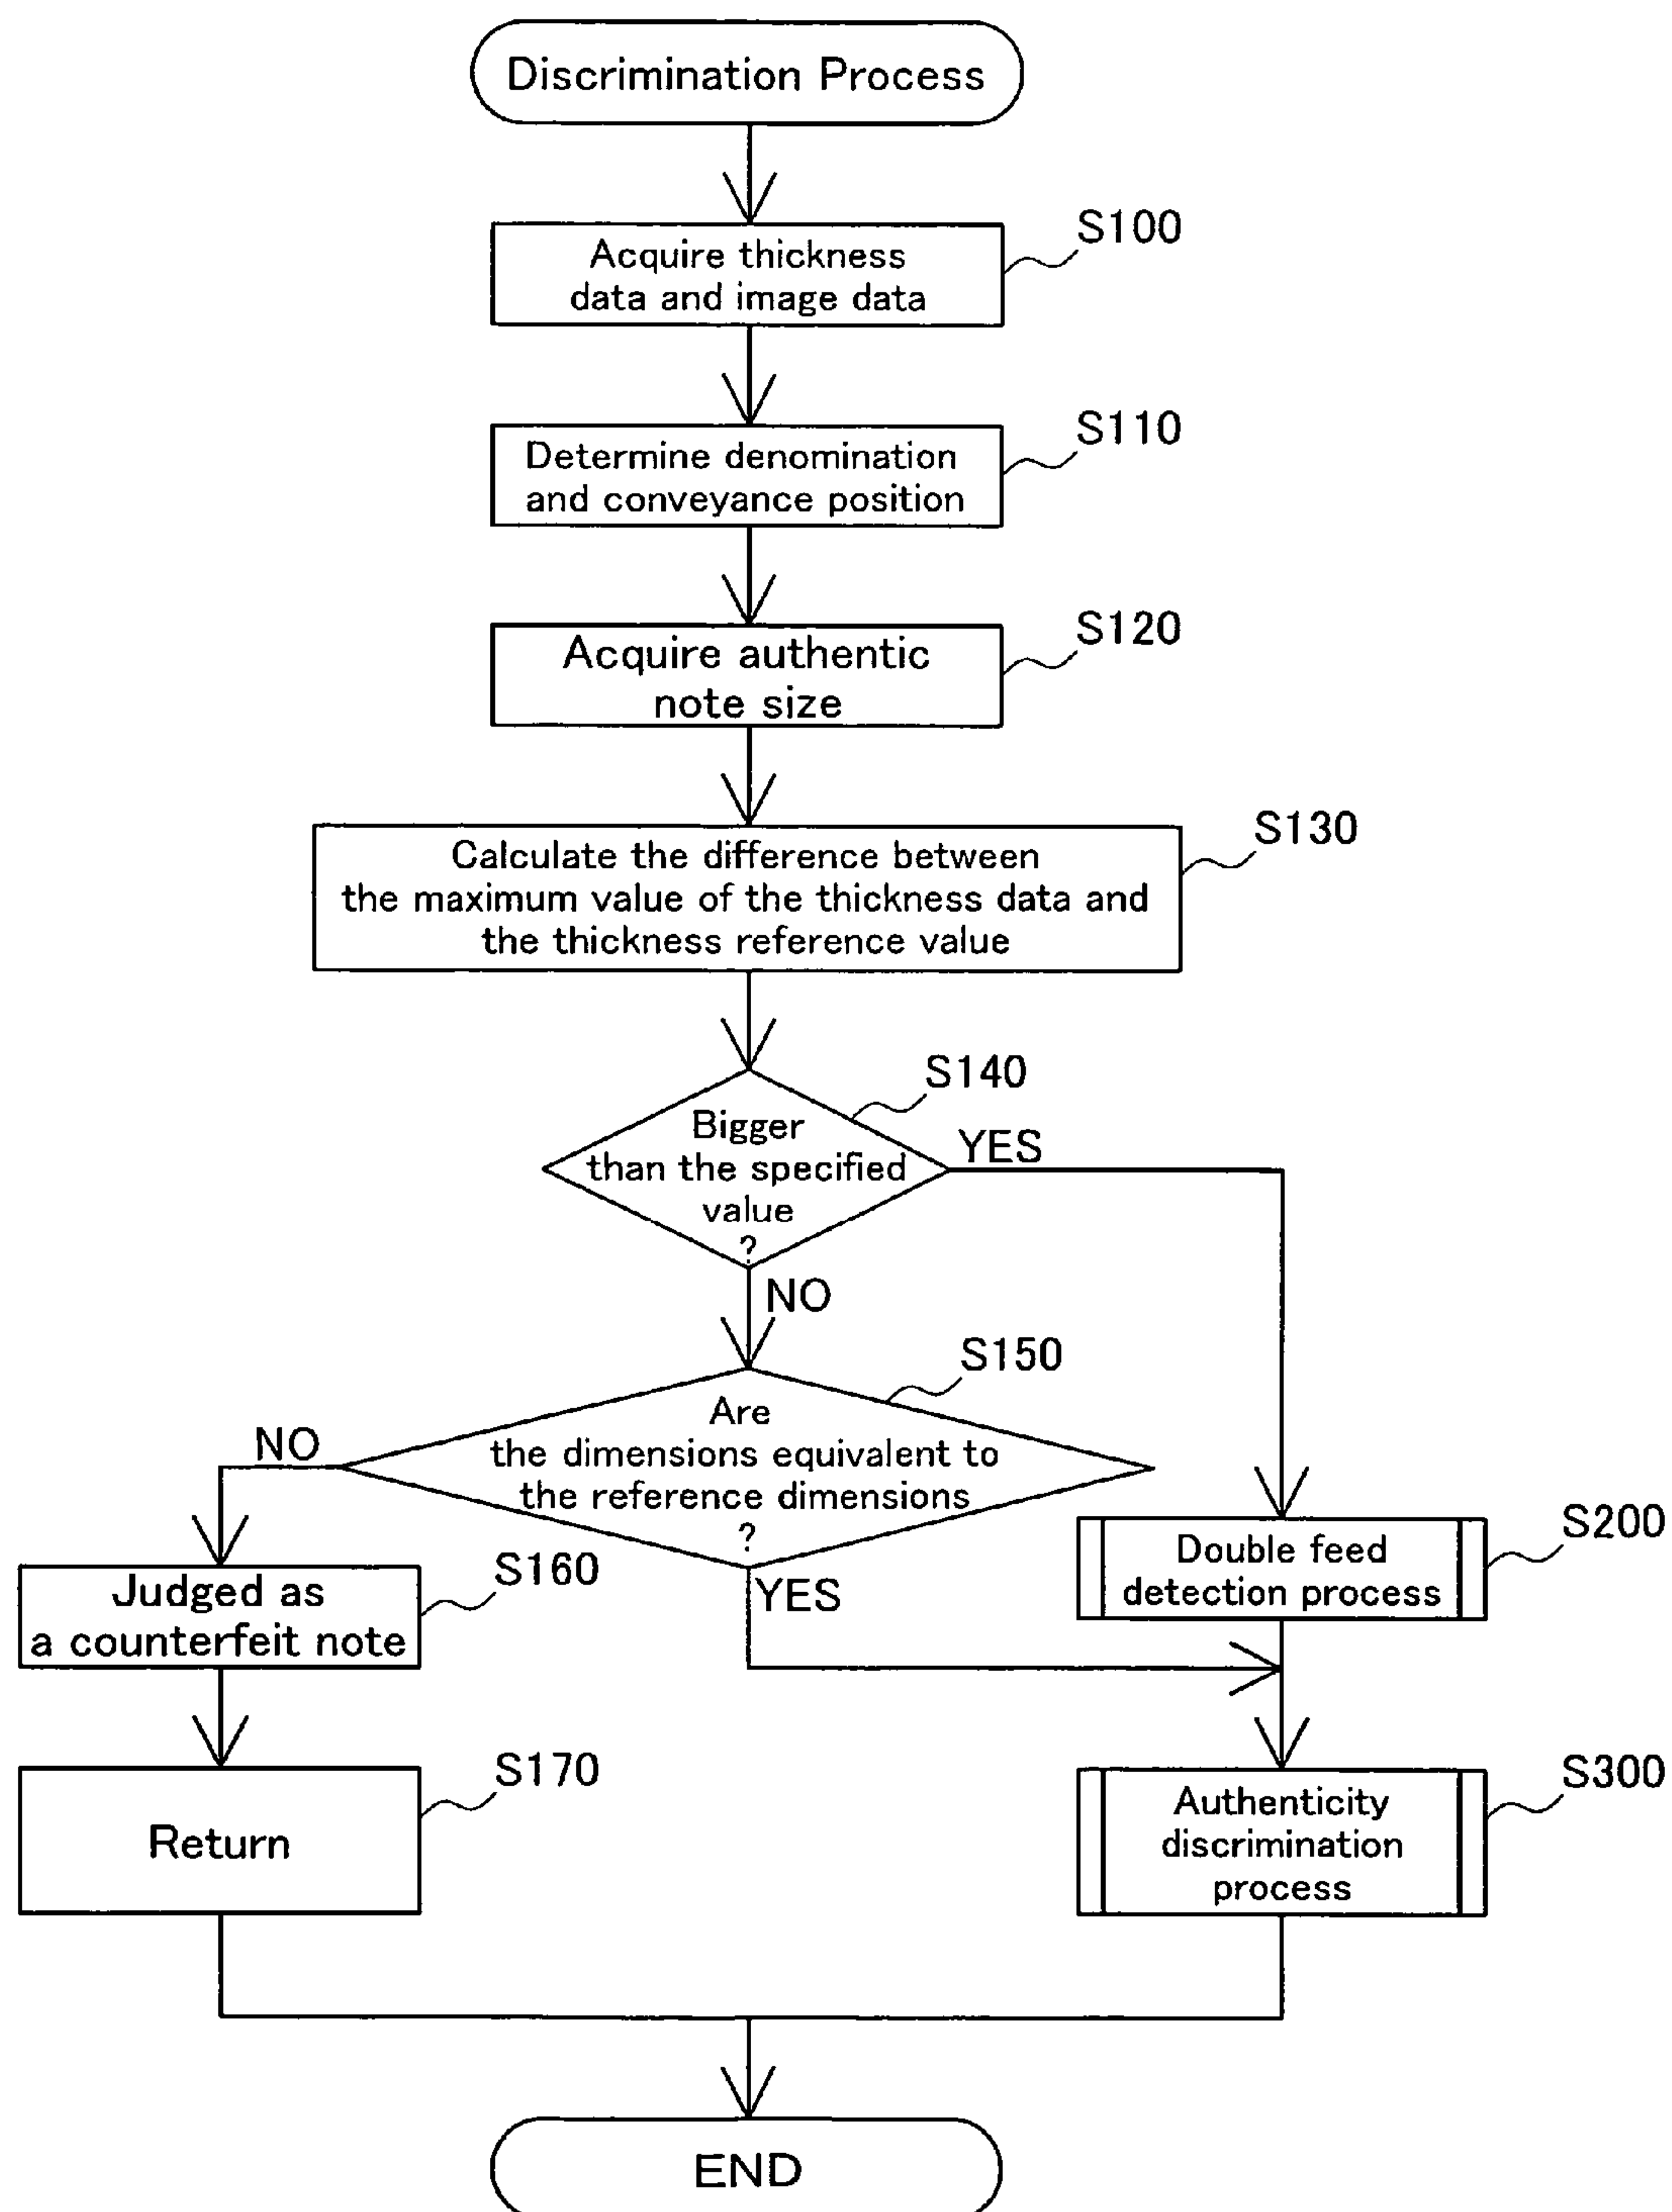 Discrimination Process
S100
Acquire thickness
data and image data
S110
Determine denomination
and conveyance position
S120
Acquire authentic
note size
S130
Calculate the difference between
the maximum value of the thickness data and
the thickness reference value
S140
Bigger
than the specified
value
?
YES
NO
S150
Are
the dimensions equivalent to
the reference dimensions
?
NO
YES
S160
Judged as
a counterfeit note
S200
Double feed
detection process
S170
Return
S300
Authenticity
discrimination
process
END